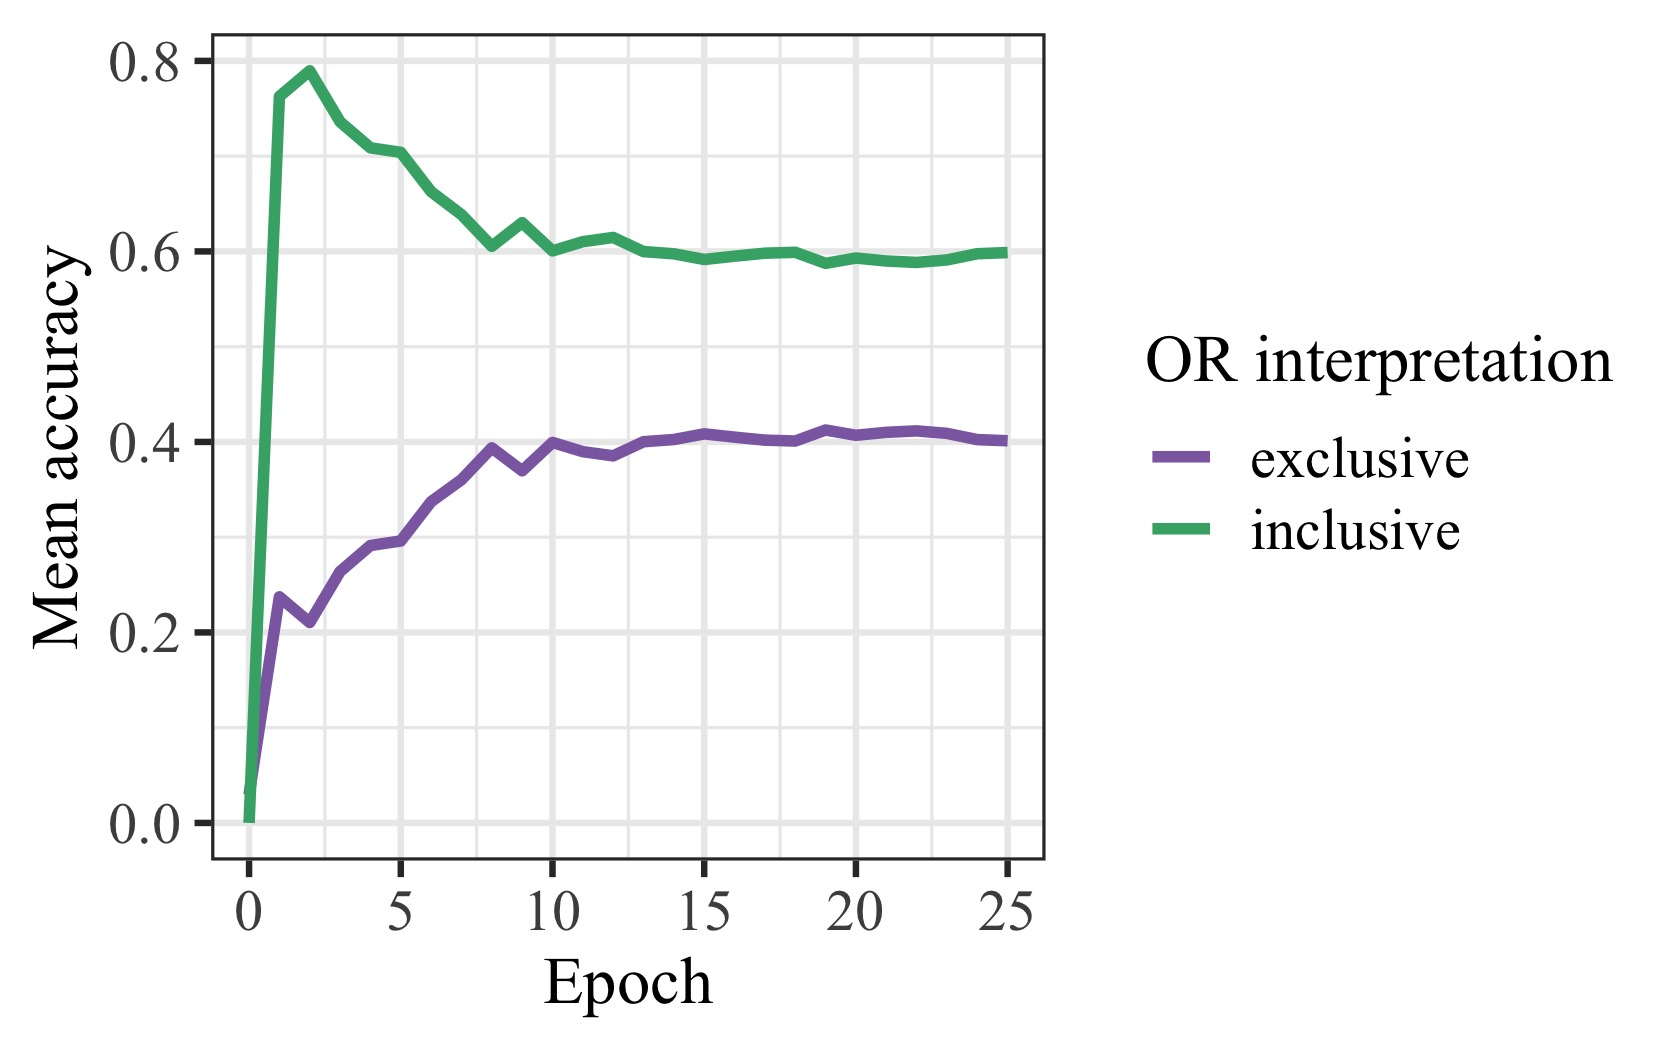 Mean accuracy
0.8
0.6
0.4
0.2
0.0
0 5 10 15 20 25
Epoch
OR interpretation
exclusive
inclusive